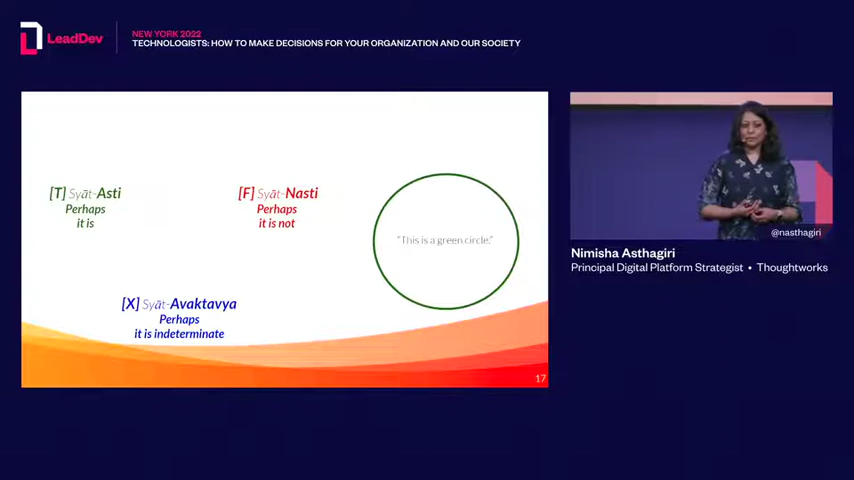 LeadDev
NEW YORK 2022
TECHNOLOGISTS: HOW TO MAKE DECISIONS FOR YOUR ORGANIZATION AND OUR SOCIETY
[T] Syāt-Asti
Perhaps
it is
[F] Syāt-Nasti
Perhaps
it is not
"This is a green circle."
[X] Syāt-Avaktavya
Perhaps
it is indeterminate
17
@nasthagiri
Nimisha Asthagiri
Principal Digital Platform Strategist • Thoughtworks